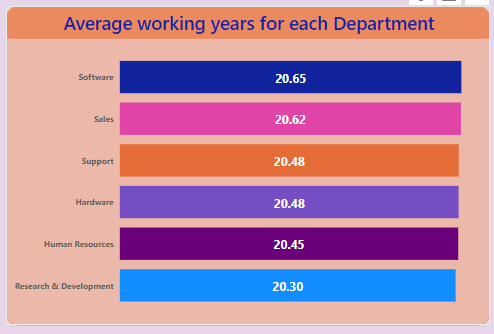 Average working years for each Department
Software 20.65
Sales 20.62
Support 20.48
Hardware 20.48
Human Resources 20.45
Research & Development 20.30